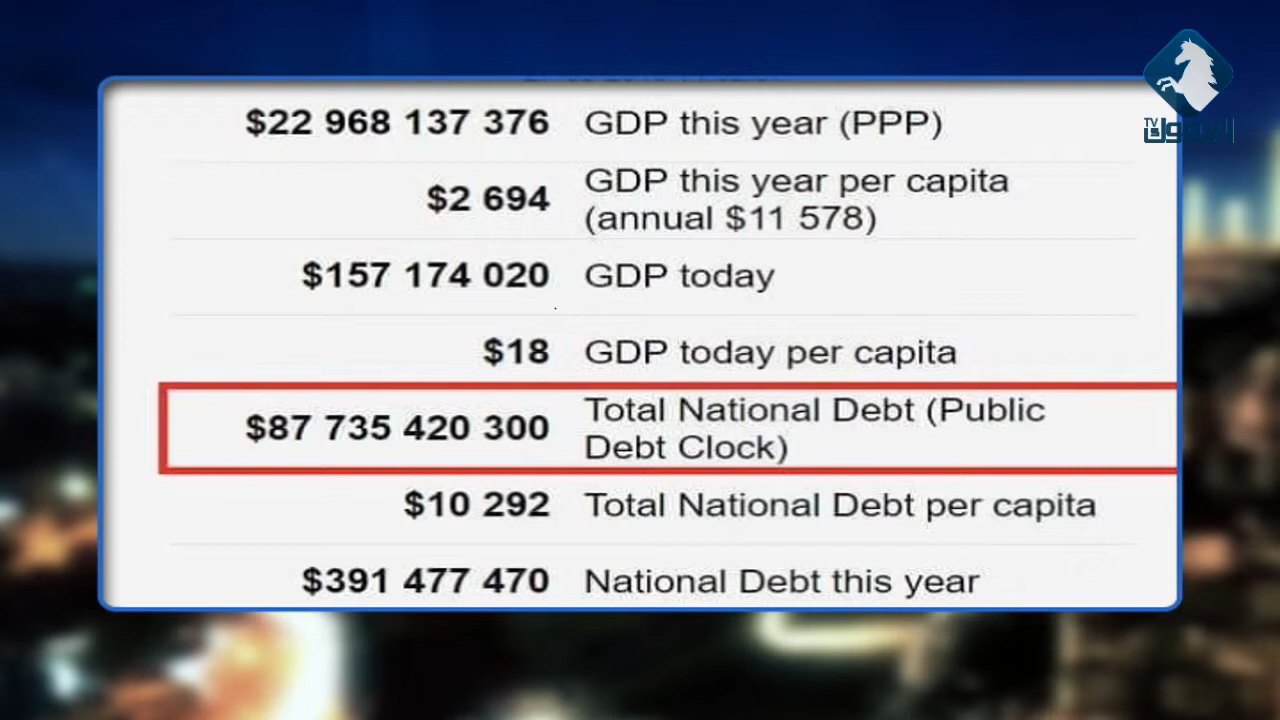 $22 968 137 376 GDP this year (PPP)
$2 694 GDP this year per capita
(annual $11 578)
$157 174 020 GDP today
$18 GDP today per capita
$87 735 420 300 Total National Debt (Public
Debt Clock)
$10 292 Total National Debt per capita
$391 477 470 National Debt this year
TV